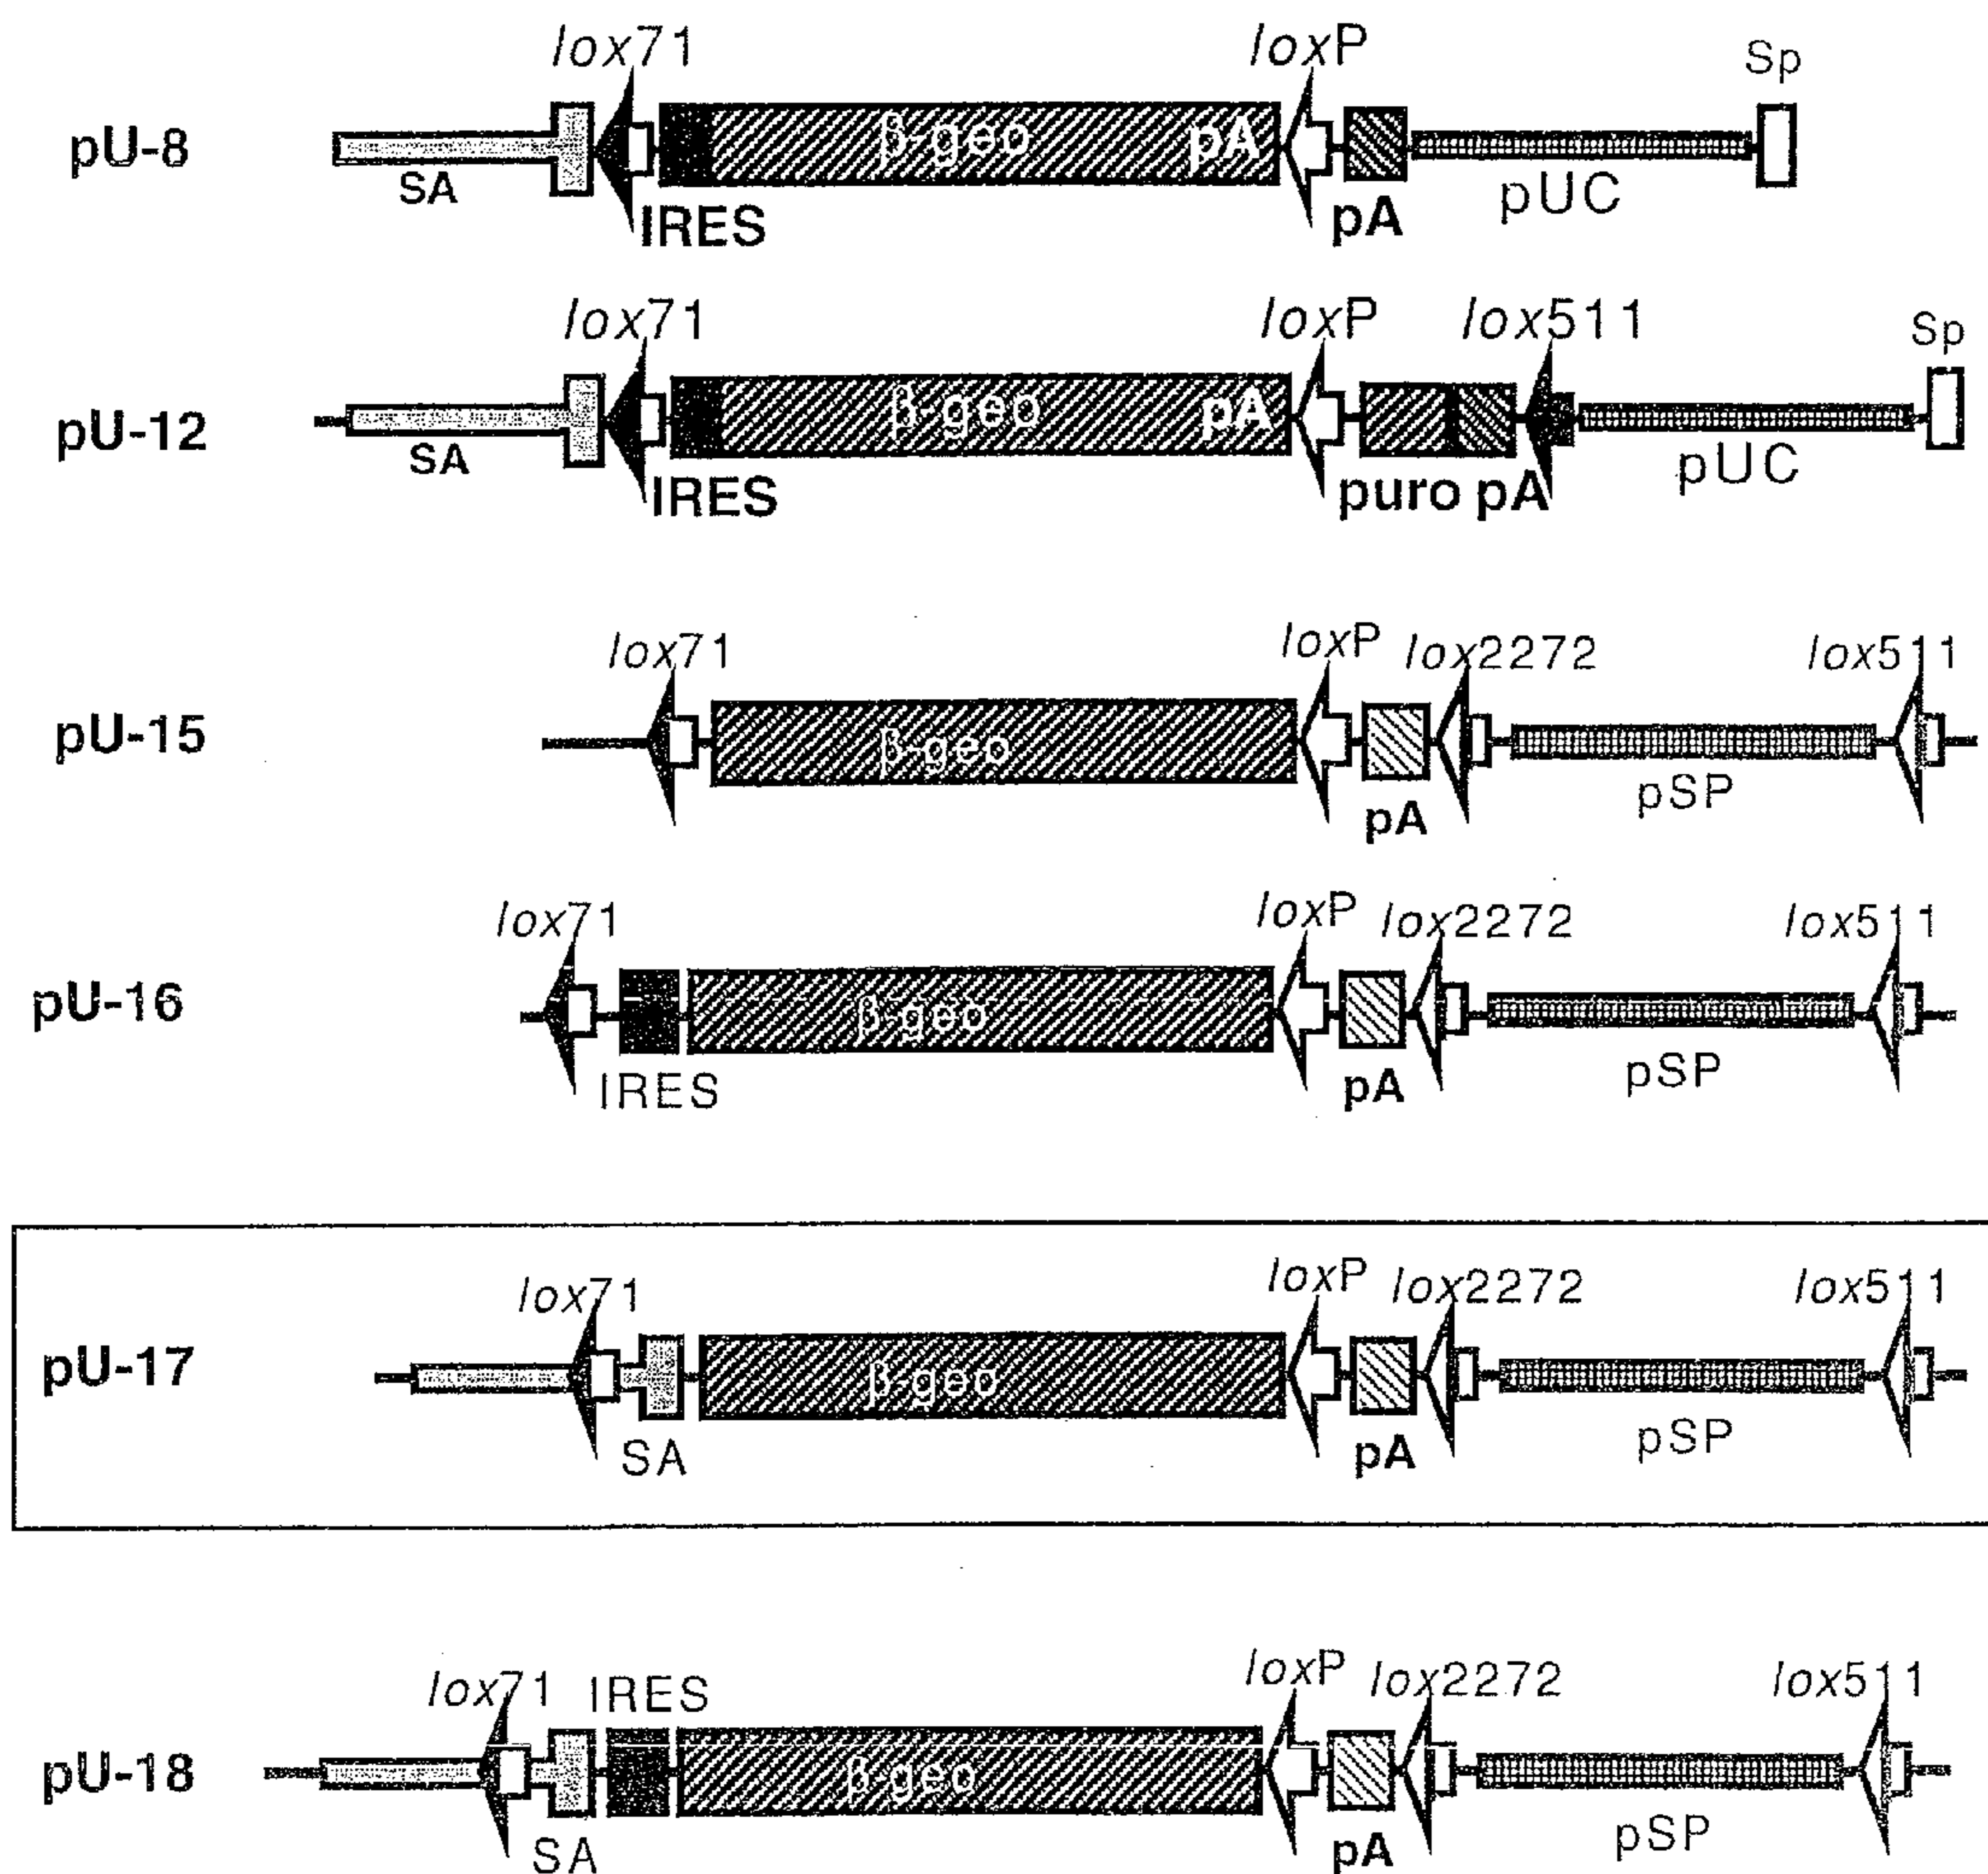 lox71 loxP Sp
pU-8 β-geo pA
SA IRES pA pUC
lox71 loxP lox511 Sp
pU-12 β-geo pA
SA IRES puro pA pUC
lox71 loxP lox2272 lox511
pU-15 β-geo
pA pSP
lox71 loxP lox2272 lox511
pU-16 β-geo
IRES pA pSP
lox71 loxP lox2272 lox511
pU-17 β-geo
SA pA pSP
lox71 IRES loxP lox2272 lox511
pU-18 β-geo
SA pA pSP